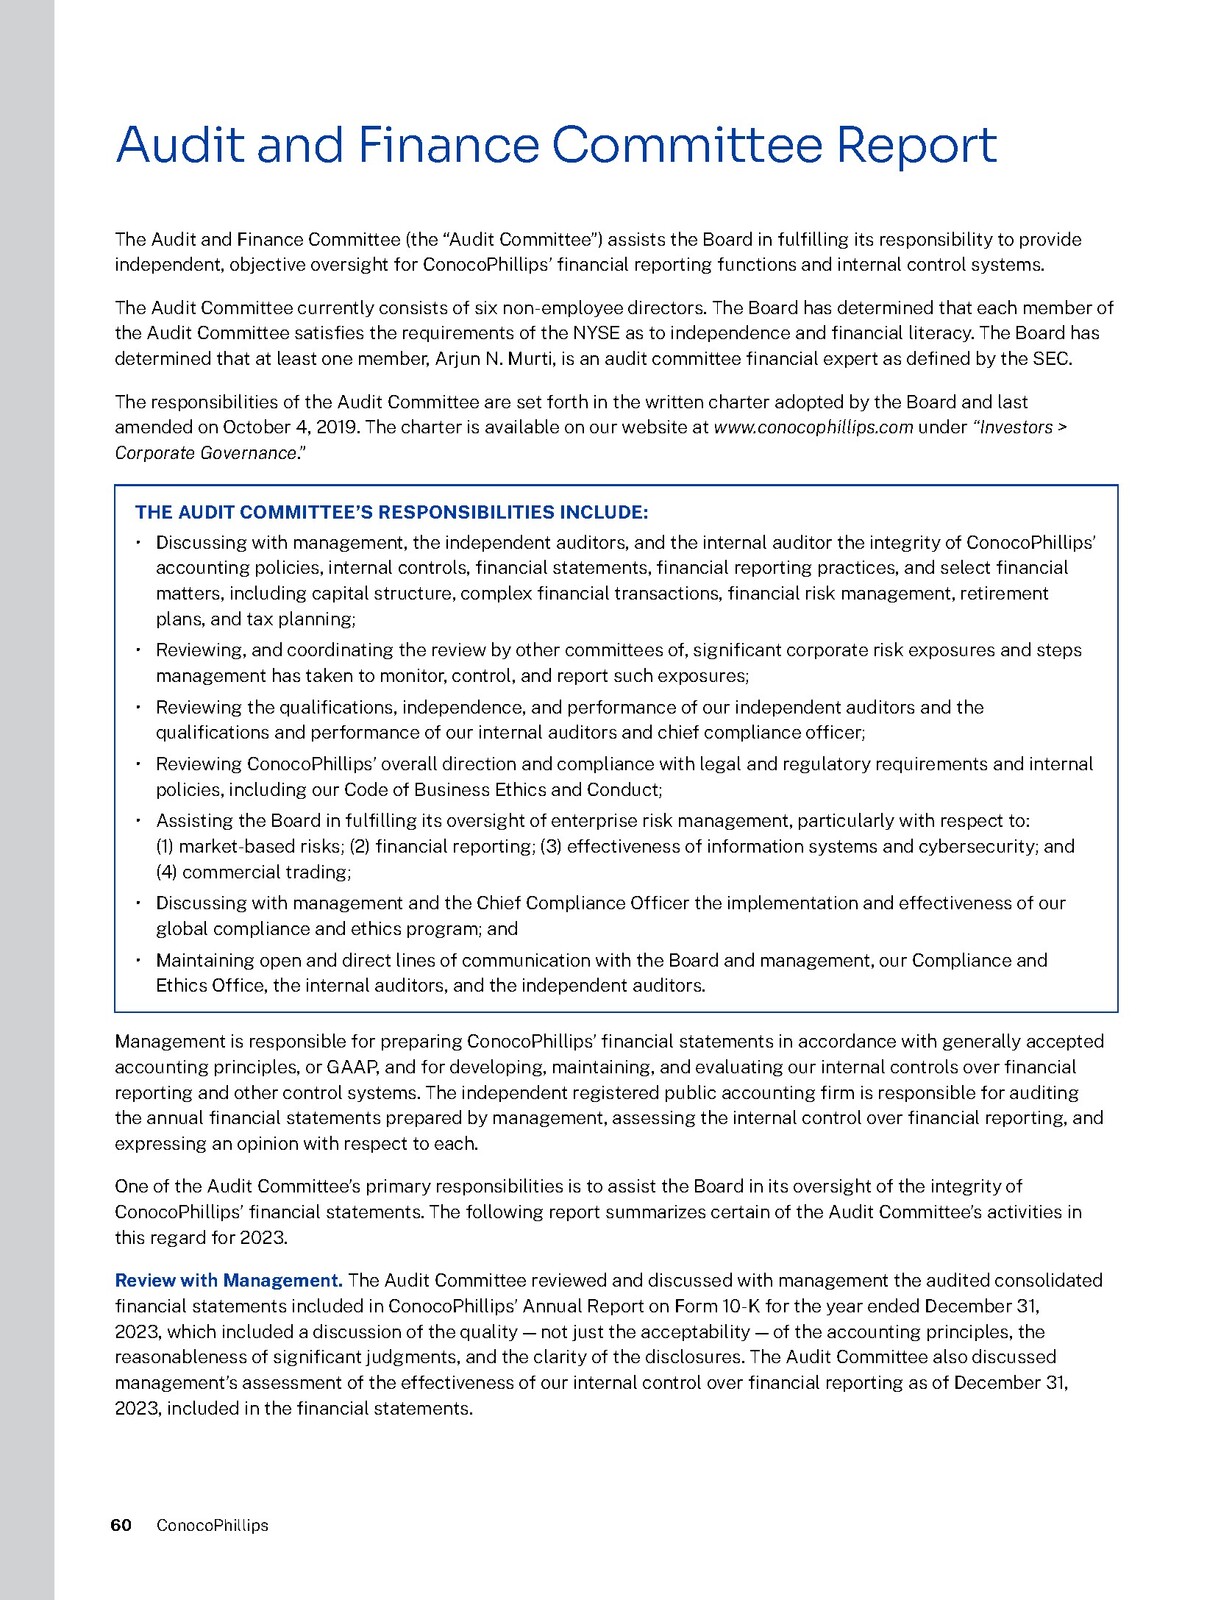 Audit and Finance Committee Report
The Audit and Finance Committee (the “Audit Committee”) assists the Board in fulfilling its responsibility to provide
independent, objective oversight for ConocoPhillips’ financial reporting functions and internal control systems.
The Audit Committee currently consists of six non-employee directors. The Board has determined that each member of
the Audit Committee satisfies the requirements of the NYSE as to independence and financial literacy. The Board has
determined that at least one member, Arjun N. Murti, is an audit committee financial expert as defined by the SEC.
The responsibilities of the Audit Committee are set forth in the written charter adopted by the Board and last
amended on October 4, 2019. The charter is available on our website at www.conocophillips.com under “Investors >
Corporate Governance.”
THE AUDIT COMMITTEE’S RESPONSIBILITIES INCLUDE:
• Discussing with management, the independent auditors, and the internal auditor the integrity of ConocoPhillips’
accounting policies, internal controls, financial statements, financial reporting practices, and select financial
matters, including capital structure, complex financial transactions, financial risk management, retirement
plans, and tax planning;
• Reviewing, and coordinating the review by other committees of, significant corporate risk exposures and steps
management has taken to monitor, control, and report such exposures;
• Reviewing the qualifications, independence, and performance of our independent auditors and the
qualifications and performance of our internal auditors and chief compliance officer;
• Reviewing ConocoPhillips’ overall direction and compliance with legal and regulatory requirements and internal
policies, including our Code of Business Ethics and Conduct;
• Assisting the Board in fulfilling its oversight of enterprise risk management, particularly with respect to:
(1) market-based risks; (2) financial reporting; (3) effectiveness of information systems and cybersecurity; and
(4) commercial trading;
• Discussing with management and the Chief Compliance Officer the implementation and effectiveness of our
global compliance and ethics program; and
• Maintaining open and direct lines of communication with the Board and management, our Compliance and
Ethics Office, the internal auditors, and the independent auditors.
Management is responsible for preparing ConocoPhillips’ financial statements in accordance with generally accepted
accounting principles, or GAAP, and for developing, maintaining, and evaluating our internal controls over financial
reporting and other control systems. The independent registered public accounting firm is responsible for auditing
the annual financial statements prepared by management, assessing the internal control over financial reporting, and
expressing an opinion with respect to each.
One of the Audit Committee’s primary responsibilities is to assist the Board in its oversight of the integrity of
ConocoPhillips’ financial statements. The following report summarizes certain of the Audit Committee’s activities in
this regard for 2023.
Review with Management. The Audit Committee reviewed and discussed with management the audited consolidated
financial statements included in ConocoPhillips’ Annual Report on Form 10-K for the year ended December 31,
2023, which included a discussion of the quality — not just the acceptability — of the accounting principles, the
reasonableness of significant judgments, and the clarity of the disclosures. The Audit Committee also discussed
management’s assessment of the effectiveness of our internal control over financial reporting as of December 31,
2023, included in the financial statements.
60 ConocoPhillips